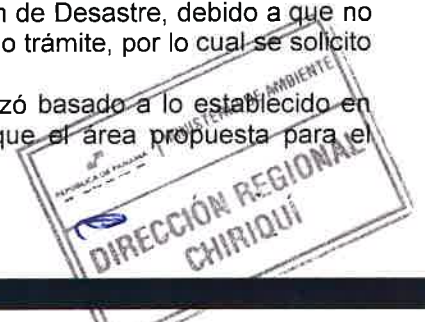 n de Desastre, debido a que no
o trámite, por lo cual se solicito
zó basado a lo establecido en
que el área propuesta para el
REPÚBLICA DE PANAMÁ
MINISTERIO DE AMBIENTE
DIRECCIÓN REGIONAL
CHIRIQUÍ